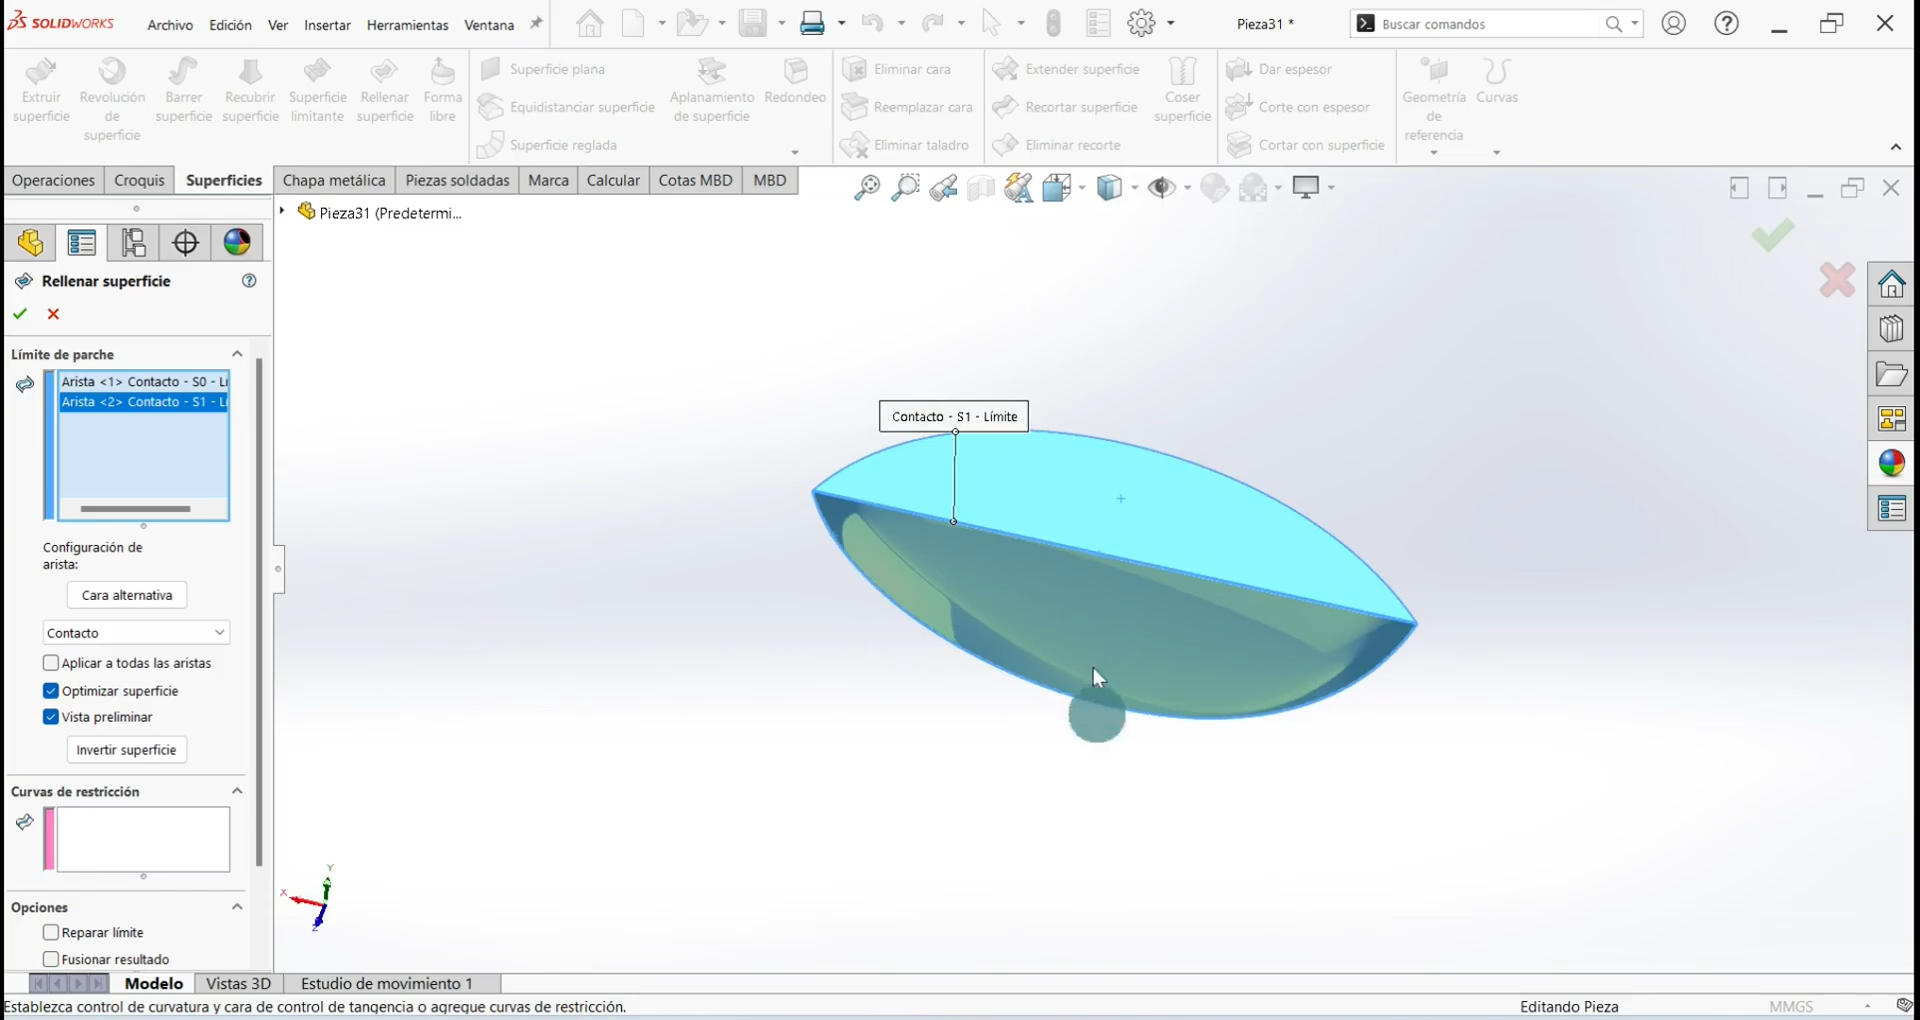 SOLIDWORKS
Archivo
Edición
Ver
Insertar
Herramientas
Ventana
Pieza31 *
Buscar comandos
Extruir superficie
Revolución de superficie
Barrer superficie
Recubrir superficie
Superficie limitante
Rellenar superficie
Forma libre
Superficie plana
Equidistanciar superficie
Superficie reglada
Aplanamiento de superficie
Redondeo
Eliminar cara
Reemplazar cara
Eliminar taladro
Extender superficie
Recortar superficie
Eliminar recorte
Coser superficie
Dar espesor
Corte con espesor
Cortar con superficie
Geometría de referencia
Curvas
Operaciones
Croquis
Superficies
Chapa metálica
Piezas soldadas
Marca
Calcular
Cotas MBD
MBD
Pieza31 (Predetermi...
Rellenar superficie
Límite de parche
Arista <1> Contacto - S0 - Lí
Arista <2> Contacto - S1 - Lí
Configuración de
arista:
Cara alternativa
Contacto
Aplicar a todas las aristas
Optimizar superficie
Vista preliminar
Invertir superficie
Curvas de restricción
Opciones
Reparar límite
Fusionar resultado
Contacto - S1 - Límite
Y
X
Z
Modelo
Vistas 3D
Estudio de movimiento 1
Establezca control de curvatura y cara de control de tangencia o agregue curvas de restricción.
Editando Pieza
MMGS